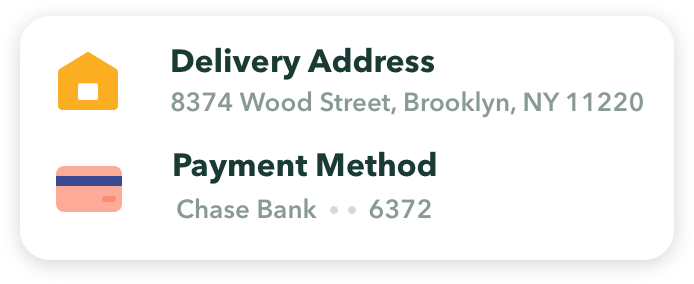 Delivery Address
8374 Wood Street, Brooklyn, NY 11220
Payment Method
Chase Bank •• 6372